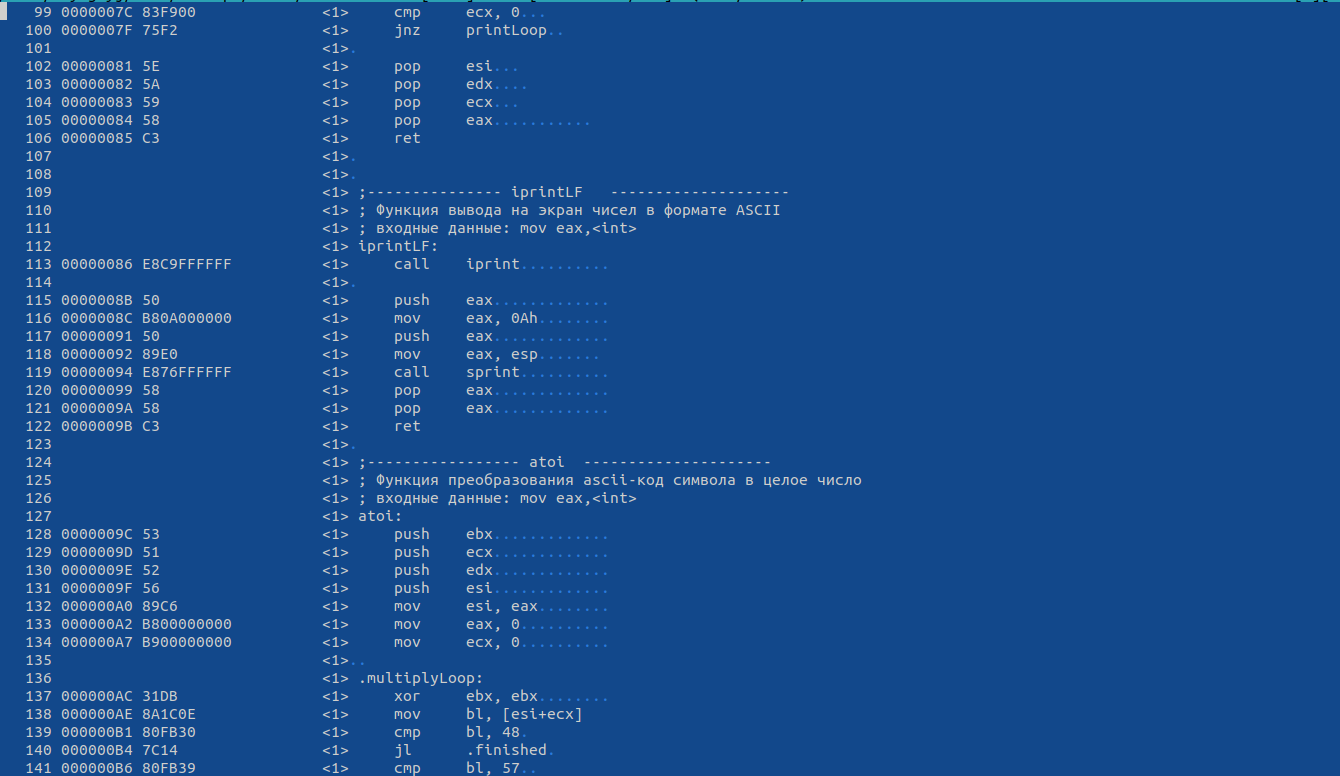 99 0000007C 83F900 <1> cmp ecx, 0...
100 0000007F 75F2 <1> jnz printLoop..
101 <1>.
102 00000081 5E <1> pop esi...
103 00000082 5A <1> pop edx....
104 00000083 59 <1> pop ecx...
105 00000084 58 <1> pop eax...........
106 00000085 C3 <1> ret
107 <1>.
108 <1>.
109 <1> ;--------------- iprintLF --------------------
110 <1> ; Функция вывода на экран чисел в формате ASCII
111 <1> ; входные данные: mov eax,<int>
112 <1> iprintLF:
113 00000086 E8C9FFFFFF <1> call iprint..........
114 <1>.
115 0000008B 50 <1> push eax.............
116 0000008C B80A000000 <1> mov eax, 0Ah........
117 00000091 50 <1> push eax.............
118 00000092 89E0 <1> mov eax, esp.......
119 00000094 E876FFFFFF <1> call sprint..........
120 00000099 58 <1> pop eax.............
121 0000009A 58 <1> pop eax.............
122 0000009B C3 <1> ret
123 <1>.
124 <1> ;----------------- atoi ---------------------
125 <1> ; Функция преобразования ascii-код символа в целое число
126 <1> ; входные данные: mov eax,<int>
127 <1> atoi:
128 0000009C 53 <1> push ebx.............
129 0000009D 51 <1> push ecx.............
130 0000009E 52 <1> push edx.............
131 0000009F 56 <1> push esi.............
132 000000A0 89C6 <1> mov esi, eax........
133 000000A2 B800000000 <1> mov eax, 0..........
134 000000A7 B900000000 <1> mov ecx, 0..........
135 <1>..
136 <1> .multiplyLoop:
137 000000AC 31DB <1> xor ebx, ebx........
138 000000AE 8A1C0E <1> mov bl, [esi+ecx]
139 000000B1 80FB30 <1> cmp bl, 48.
140 000000B4 7C14 <1> jl .finished.
141 000000B6 80FB39 <1> cmp bl, 57..